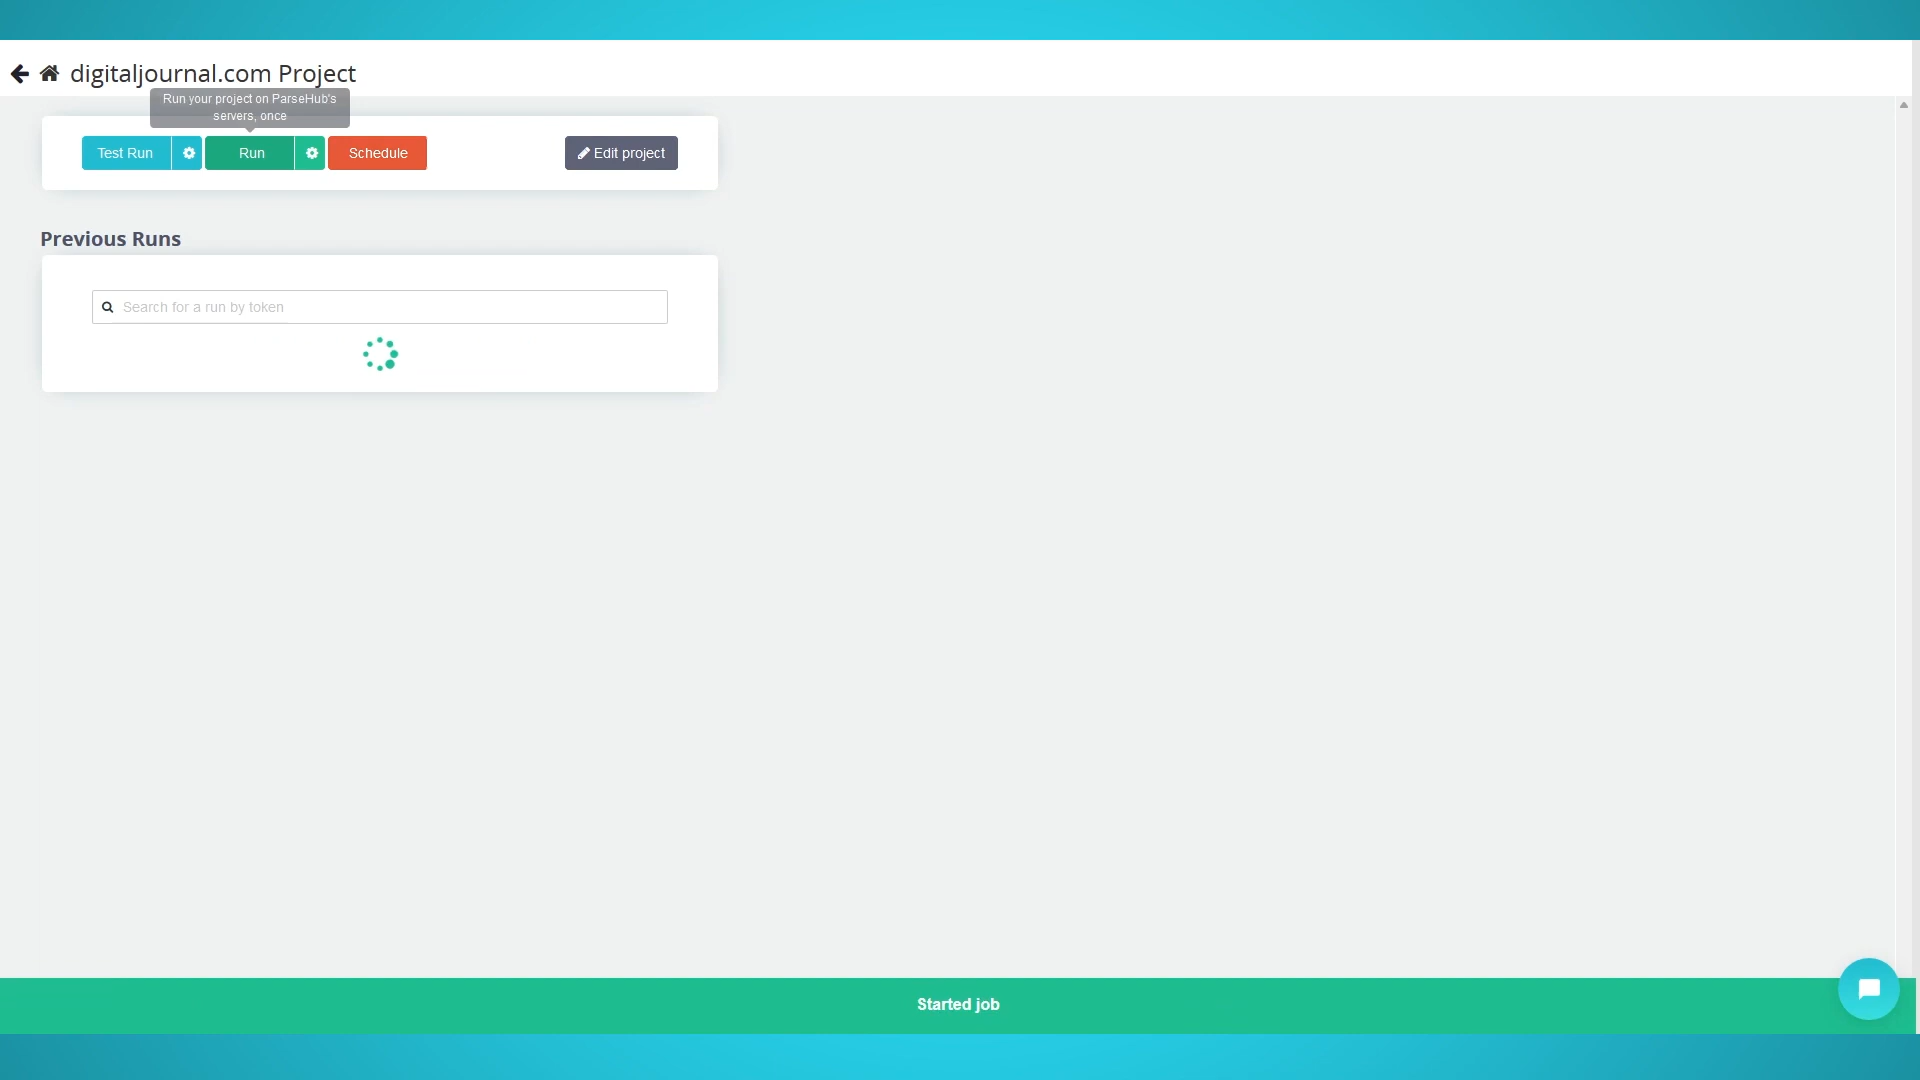 digitaljournal.com Project
Run your project on ParseHub's
servers, once
Test Run
Run
Schedule
Edit project
Previous Runs
Search for a run by token
Started job